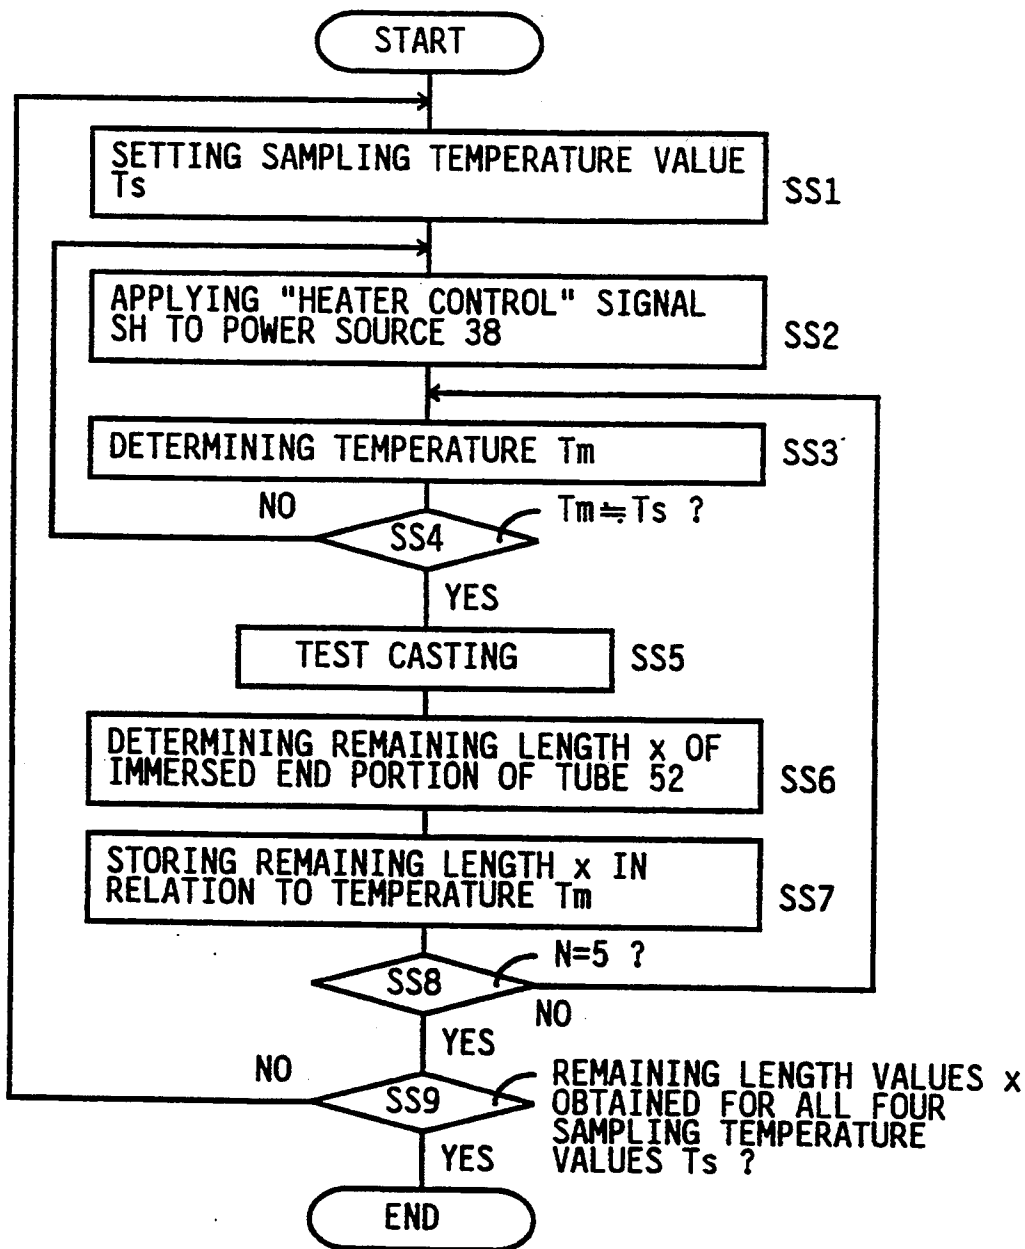 START
SETTING SAMPLING TEMPERATURE VALUE
Ts
SS1
APPLYING "HEATER CONTROL" SIGNAL
SH TO POWER SOURCE 38
SS2
DETERMINING TEMPERATURE Tm
SS3
NO
Tm≒Ts ?
SS4
YES
TEST CASTING
SS5
DETERMINING REMAINING LENGTH x OF
IMMERSED END PORTION OF TUBE 52
SS6
STORING REMAINING LENGTH x IN
RELATION TO TEMPERATURE Tm
SS7
N=5 ?
SS8
NO
YES
NO
SS9
REMAINING LENGTH VALUES x
OBTAINED FOR ALL FOUR
SAMPLING TEMPERATURE
VALUES Ts ?
YES
END